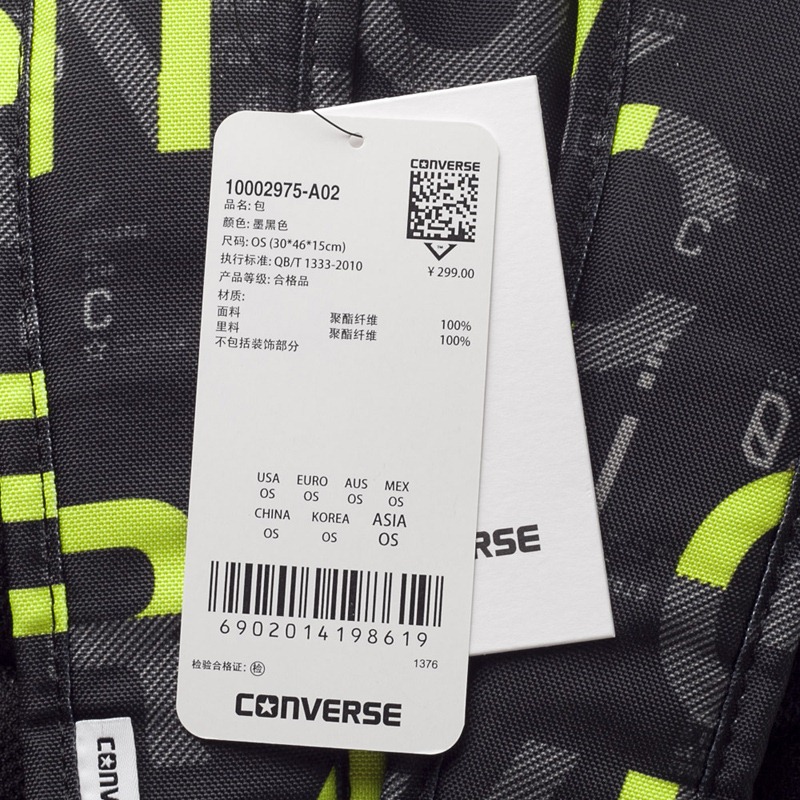 CONVERSE
10002975-A02
品名: 包
颜色: 墨黑色
尺码: OS (30*46*15cm)
执行标准: QB/T 1333-2010
¥ 299.00
产品等级: 合格品
材质:
面料 聚酯纤维 100%
里料 聚酯纤维 100%
不包括装饰部分
USA EURO AUS MEX
OS OS OS OS
CHINA KOREA ASIA
OS OS OS
6902014198619
检验合格证: 检
1376
CONVERSE
RSE
CONV
C
C